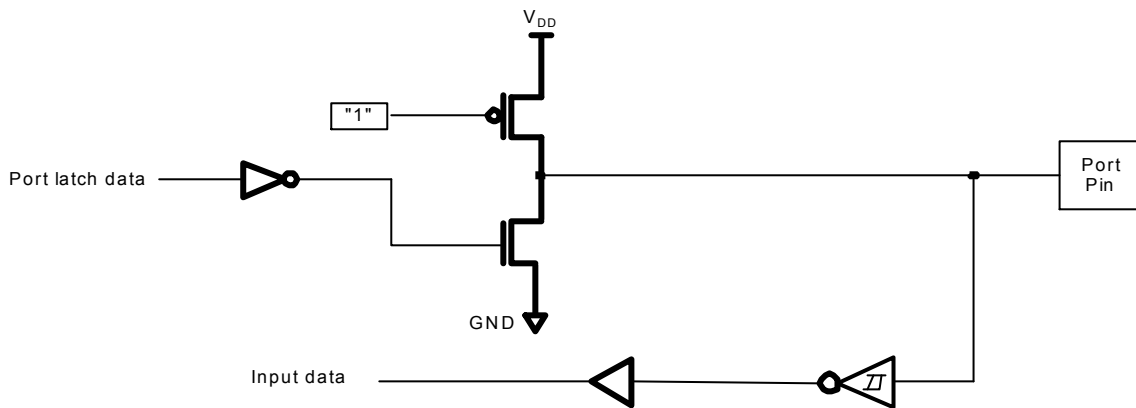 VDD
"1"
Port latch data
Port
Pin
GND
Input data